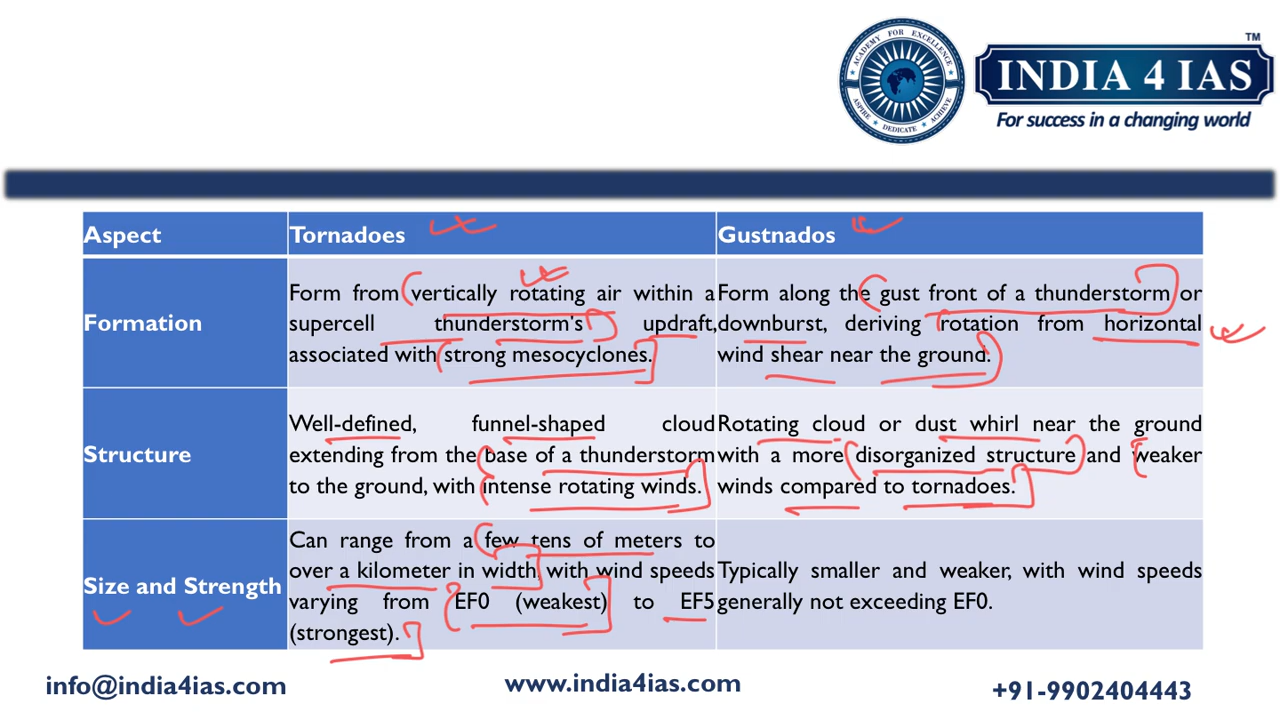 ACADEMY FOR EXCELLENCE
ASPIRE ★ DEDICATE ★ ACHIEVE
TM
INDIA 4 IAS
For success in a changing world
Aspect
Tornadoes
Gustnados
Formation
Form from vertically rotating air within a
supercell thunderstorm's updraft,
associated with strong mesocyclones.
Form along the gust front of a thunderstorm or
downburst, deriving rotation from horizontal
wind shear near the ground.
Structure
Well-defined, funnel-shaped cloud
extending from the base of a thunderstorm
to the ground, with intense rotating winds.
Rotating cloud or dust whirl near the ground
with a more disorganized structure and weaker
winds compared to tornadoes.
Size and Strength
Can range from a few tens of meters to
over a kilometer in width, with wind speeds
varying from EF0 (weakest) to EF5
(strongest).
Typically smaller and weaker, with wind speeds
generally not exceeding EF0.
info@india4ias.com
www.india4ias.com
+91-9902404443